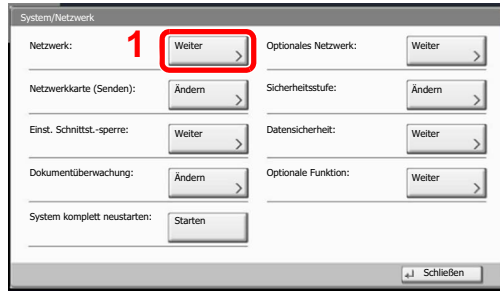 System/Netzwerk
Netzwerk: 1 Weiter Optionales Netzwerk: Weiter
Netzwerkkarte (Senden): Ändern Sicherheitsstufe: Ändern
Einst. Schnittst.-sperre: Weiter Datensicherheit: Weiter
Dokumentüberwachung: Ändern Optionale Funktion: Weiter
System komplett neustarten: Starten
Schließen